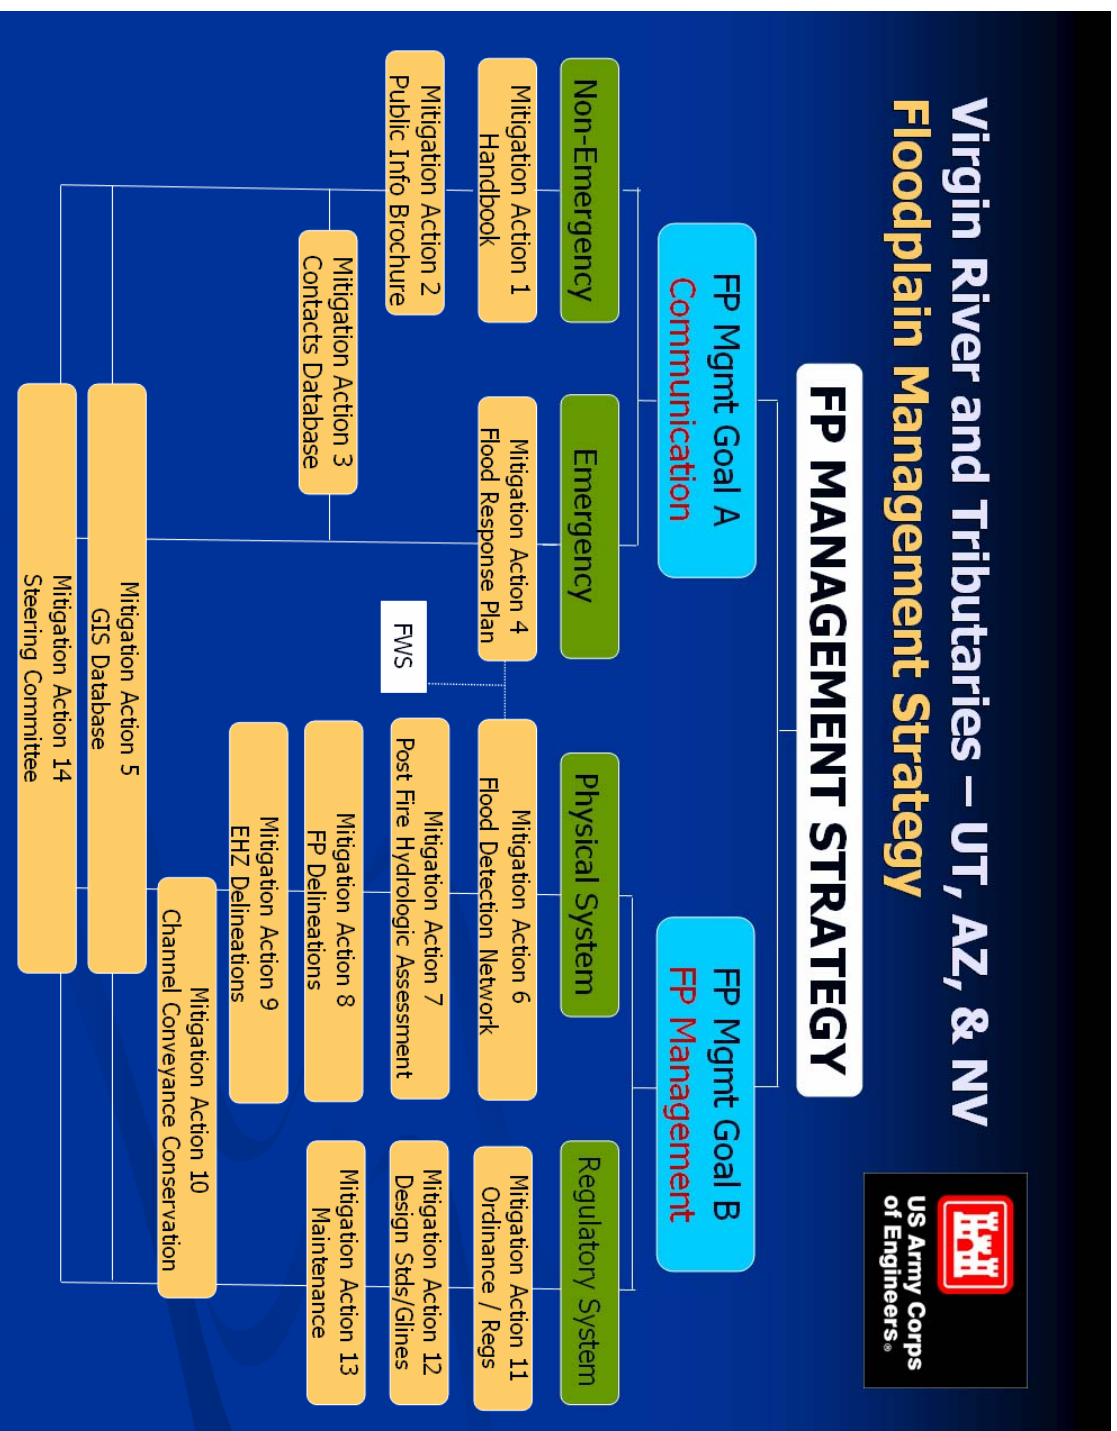 Virgin River and Tributaries – UT, AZ, & NV
Floodplain Management Strategy
US Army Corps
of Engineers®
FP MANAGEMENT STRATEGY
FP Mgmt Goal A
Communication
FP Mgmt Goal B
FP Management
Non-Emergency
Emergency
Physical System
Regulatory System
Mitigation Action 1
Handbook
Mitigation Action 4
Flood Response Plan
Mitigation Action 6
Flood Detection Network
Mitigation Action 11
Ordinance / Regs
Mitigation Action 2
Public Info Brochure
FWS
Mitigation Action 7
Post Fire Hydrologic Assessment
Mitigation Action 12
Design Stds/Glines
Mitigation Action 3
Contacts Database
Mitigation Action 8
FP Delineations
Mitigation Action 13
Maintenance
Mitigation Action 9
EHZ Delineations
Mitigation Action 10
Channel Conveyance Conservation
Mitigation Action 5
GIS Database
Mitigation Action 14
Steering Committee